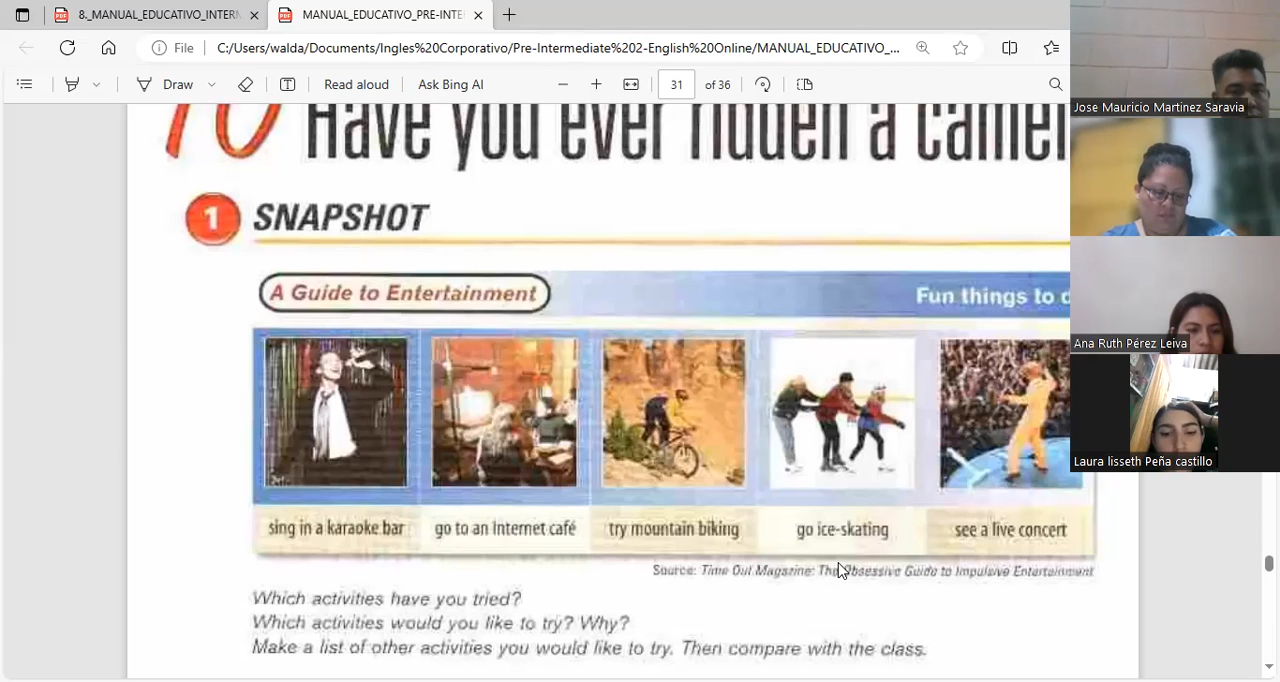 8._MANUAL_EDUCATIVO_INTERN
MANUAL_EDUCATIVO_PRE-INTE
File
C:/Users/walda/Documents/Ingles%20Corporativo/Pre-Intermediate%202-English%20Online/MANUAL_EDUCATIVO_...
Draw
Read aloud
Ask Bing AI
31
of 36
10 Have you ever ridden a camel
1 SNAPSHOT
A Guide to Entertainment
Fun things to d
sing in a karaoke bar
go to an Internet café
try mountain biking
go ice-skating
see a live concert
Source: Time Out Magazine: The Obsessive Guide to Impulsive Entertainment
Which activities have you tried?
Which activities would you like to try? Why?
Make a list of other activities you would like to try. Then compare with the class.
Jose Mauricio Martinez Saravia
Ana Ruth Pérez Leiva
Laura lisseth Peña castillo